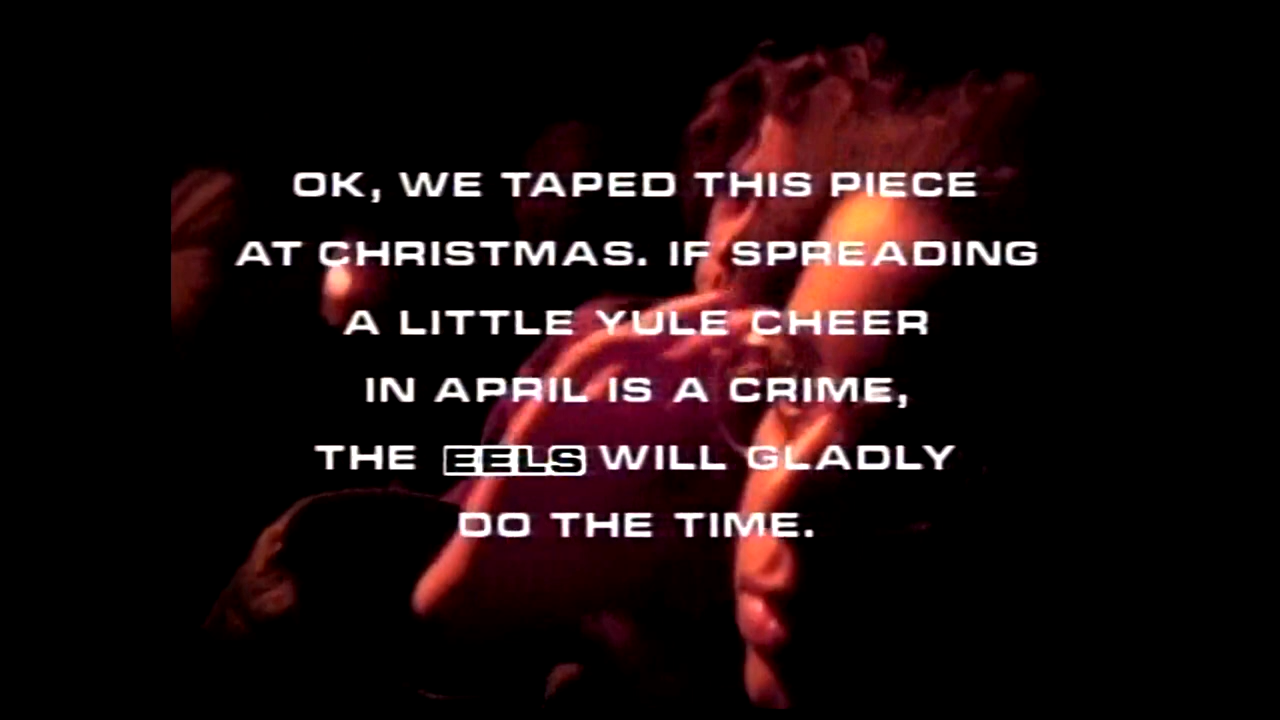 OK, WE TAPED THIS PIECE
AT CHRISTMAS. IF SPREADING
A LITTLE YULE CHEER
IN APRIL IS A CRIME,
THE EELS WILL GLADLY
DO THE TIME.